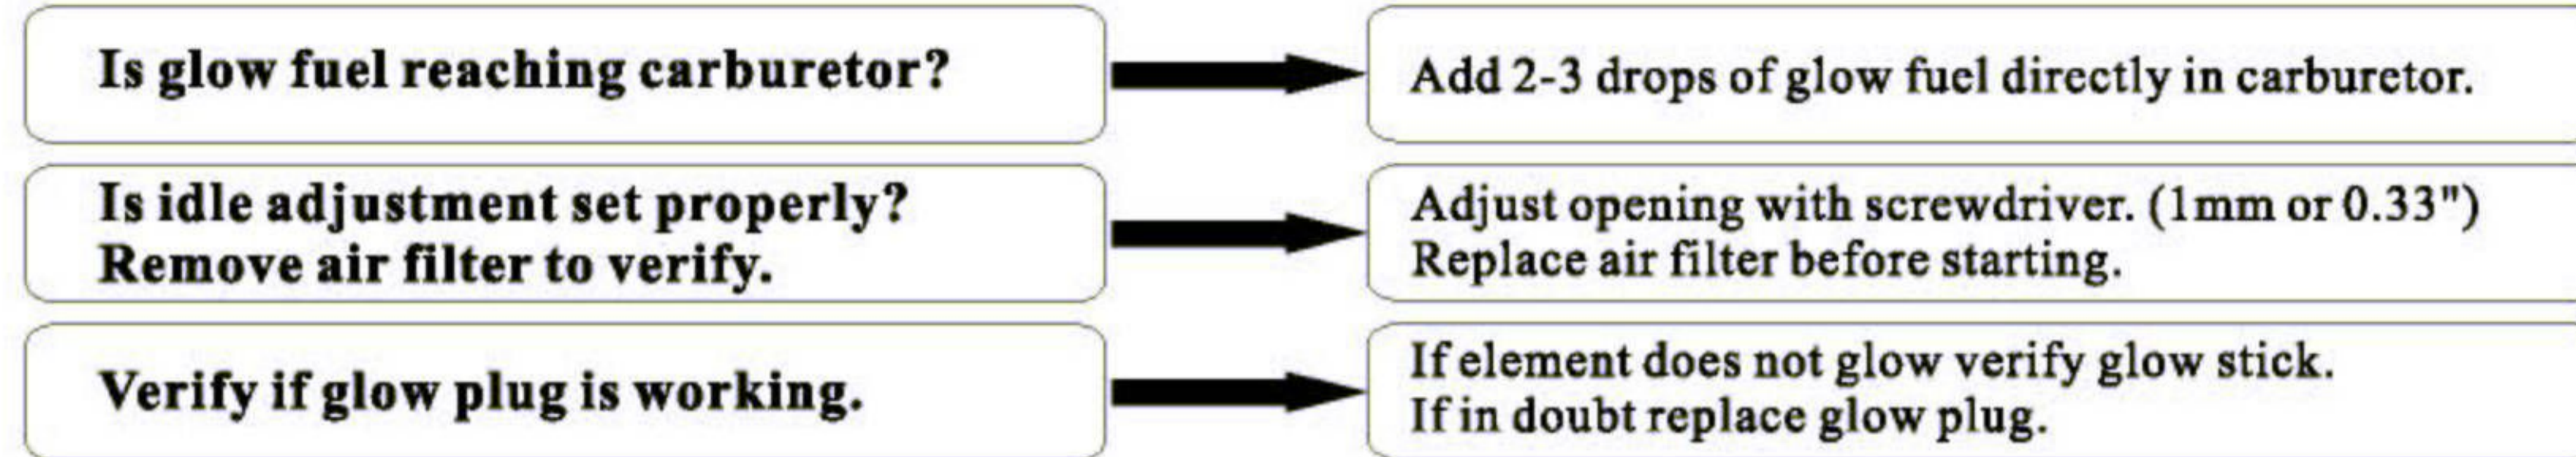 Is glow fuel reaching carburetor?
Add 2-3 drops of glow fuel directly in carburetor.
Is idle adjustment set properly?
Remove air filter to verify.
Adjust opening with screwdriver. (1mm or 0.33")
Replace air filter before starting.
Verify if glow plug is working.
If element does not glow verify glow stick.
If in doubt replace glow plug.